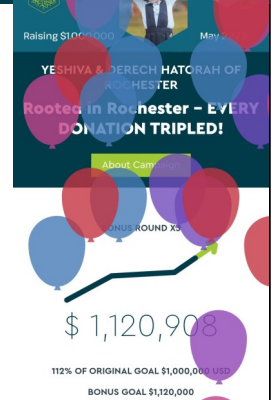 Raising $1,000,000
May
YESHIVA & DERECH HATORAH OF
ROCHESTER
Rooted in Rochester – EVERY
DONATION TRIPLED!
About Campaign
BONUS ROUND
$ 1,120,908
112% OF ORIGINAL GOAL $1,000,000 USD
BONUS GOAL $1,120,000